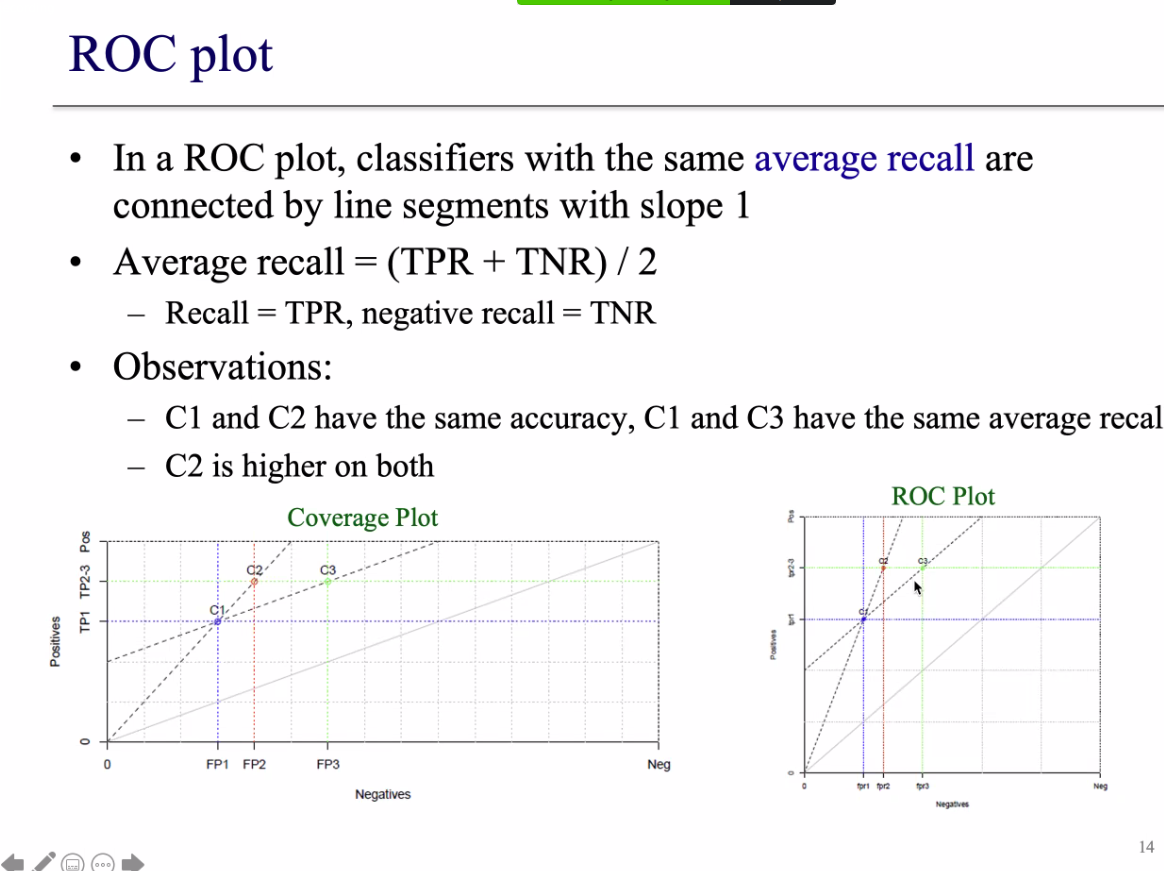 ROC plot
• In a ROC plot, classifiers with the same average recall are
connected by line segments with slope 1
• Average recall = (TPR + TNR) / 2
– Recall = TPR, negative recall = TNR
• Observations:
– C1 and C2 have the same accuracy, C1 and C3 have the same average recal
– C2 is higher on both
Coverage Plot
Positives
0 TP1 TP2-3 Pos
C1
C2
C3
0 FP1 FP2 FP3 Neg
Negatives
ROC Plot
Positives
0 tpr1 tpr2-3 Pos
C1
C2
C3
0 fpr1 fpr2 fpr3 Neg
Negatives
14